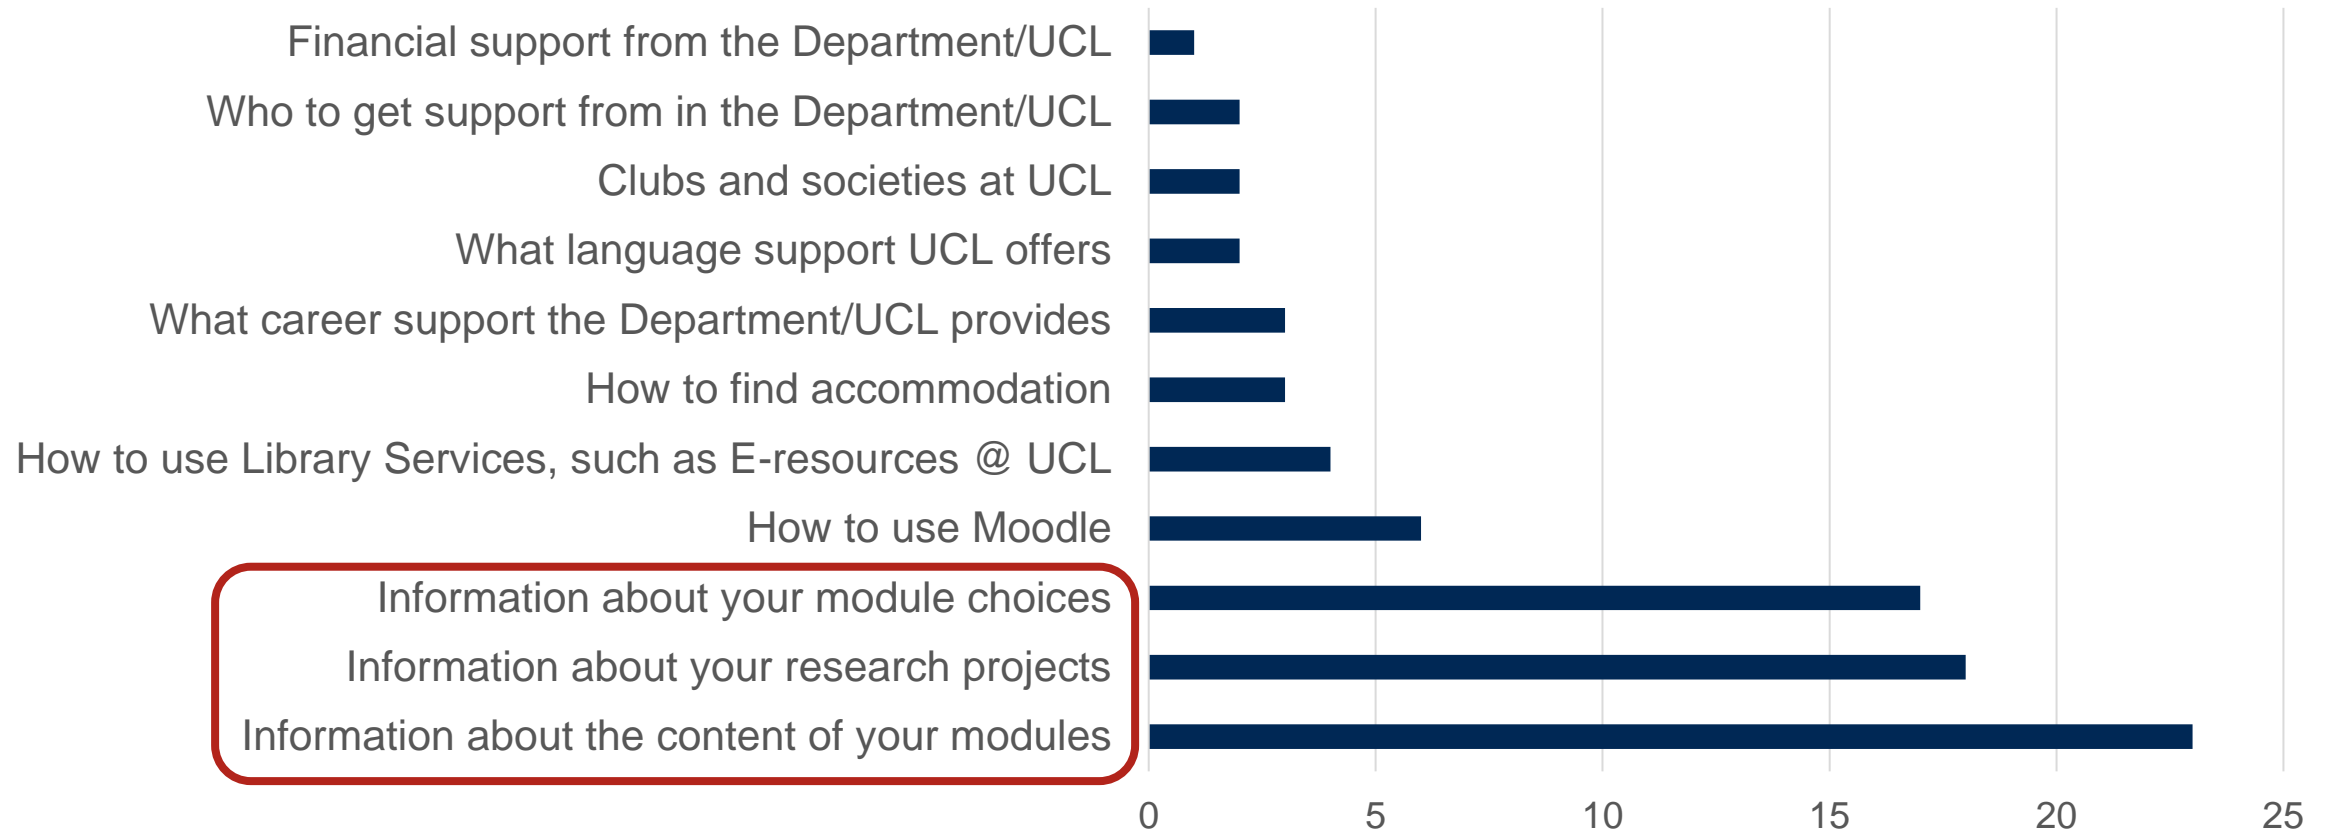 Financial support from the Department/UCL
Who to get support from in the Department/UCL
Clubs and societies at UCL
What language support UCL offers
What career support the Department/UCL provides
How to find accommodation
How to use Library Services, such as E-resources @ UCL
How to use Moodle
Information about your module choices
Information about your research projects
Information about the content of your modules
0 5 10 15 20 25